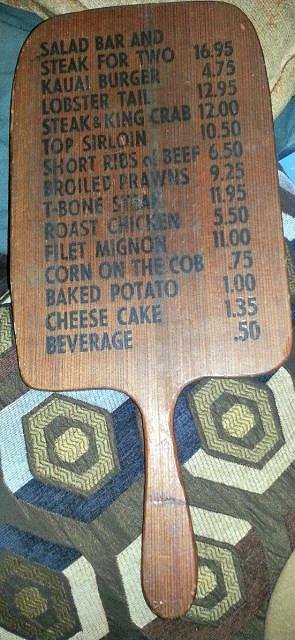 SALAD BAR AND
STEAK FOR TWO 16.95
KAUAI BURGER 4.75
LOBSTER TAIL 12.95
STEAK & KING CRAB 12.00
TOP SIRLOIN 10.50
SHORT RIBS of BEEF 6.50
BROILED PRAWNS 9.25
T-BONE STEAK 11.95
ROAST CHICKEN 5.50
FILET MIGNON 11.00
CORN ON THE COB .75
BAKED POTATO 1.00
CHEESE CAKE 1.35
BEVERAGE .50